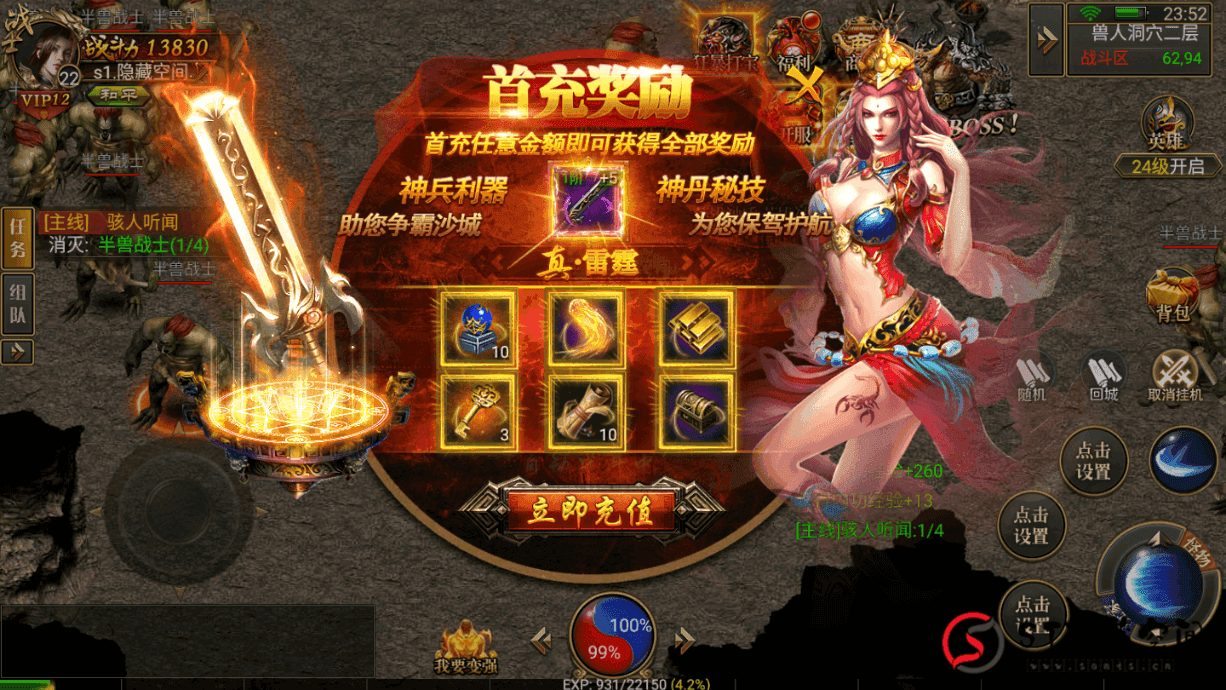 战士
半兽战士 半兽战士
战斗力 13830
22
s1.隐藏空间.
VIP12
和平
半兽战士
任务
组队
[主线] 骇人听闻
消灭: 半兽战士(1/4)
半兽战士
首充奖励
首充任意金额即可获得全部奖励
神兵利器
助您争霸沙城
1阶 +5
神丹秘技
为您保驾护航
真·雷霆
10
3
10
立即充值
狂暴打宝
福利
商
开服
BOSS!
23:52
兽人洞穴二层
战斗区 62,94
英雄
24级开启
半兽战士
背包
随机
回城
取消挂机
点击设置
点击设置
点击设置
怪物
+260
经验+13
[主线]骇人听闻:1/4
我要变强
100%
99%
EXP: 931/22150 (4.2%)